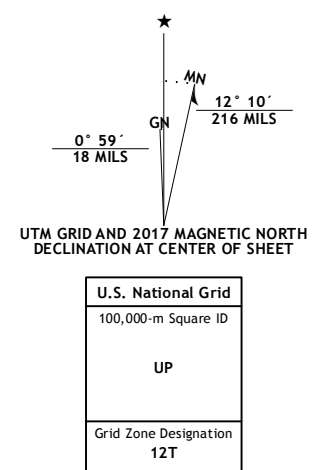 ★
MN
12° 10´
216 MILS
GN
0° 59´
18 MILS
UTM GRID AND 2017 MAGNETIC NORTH
DECLINATION AT CENTER OF SHEET
U.S. National Grid
100,000-m Square ID
UP
Grid Zone Designation
12T